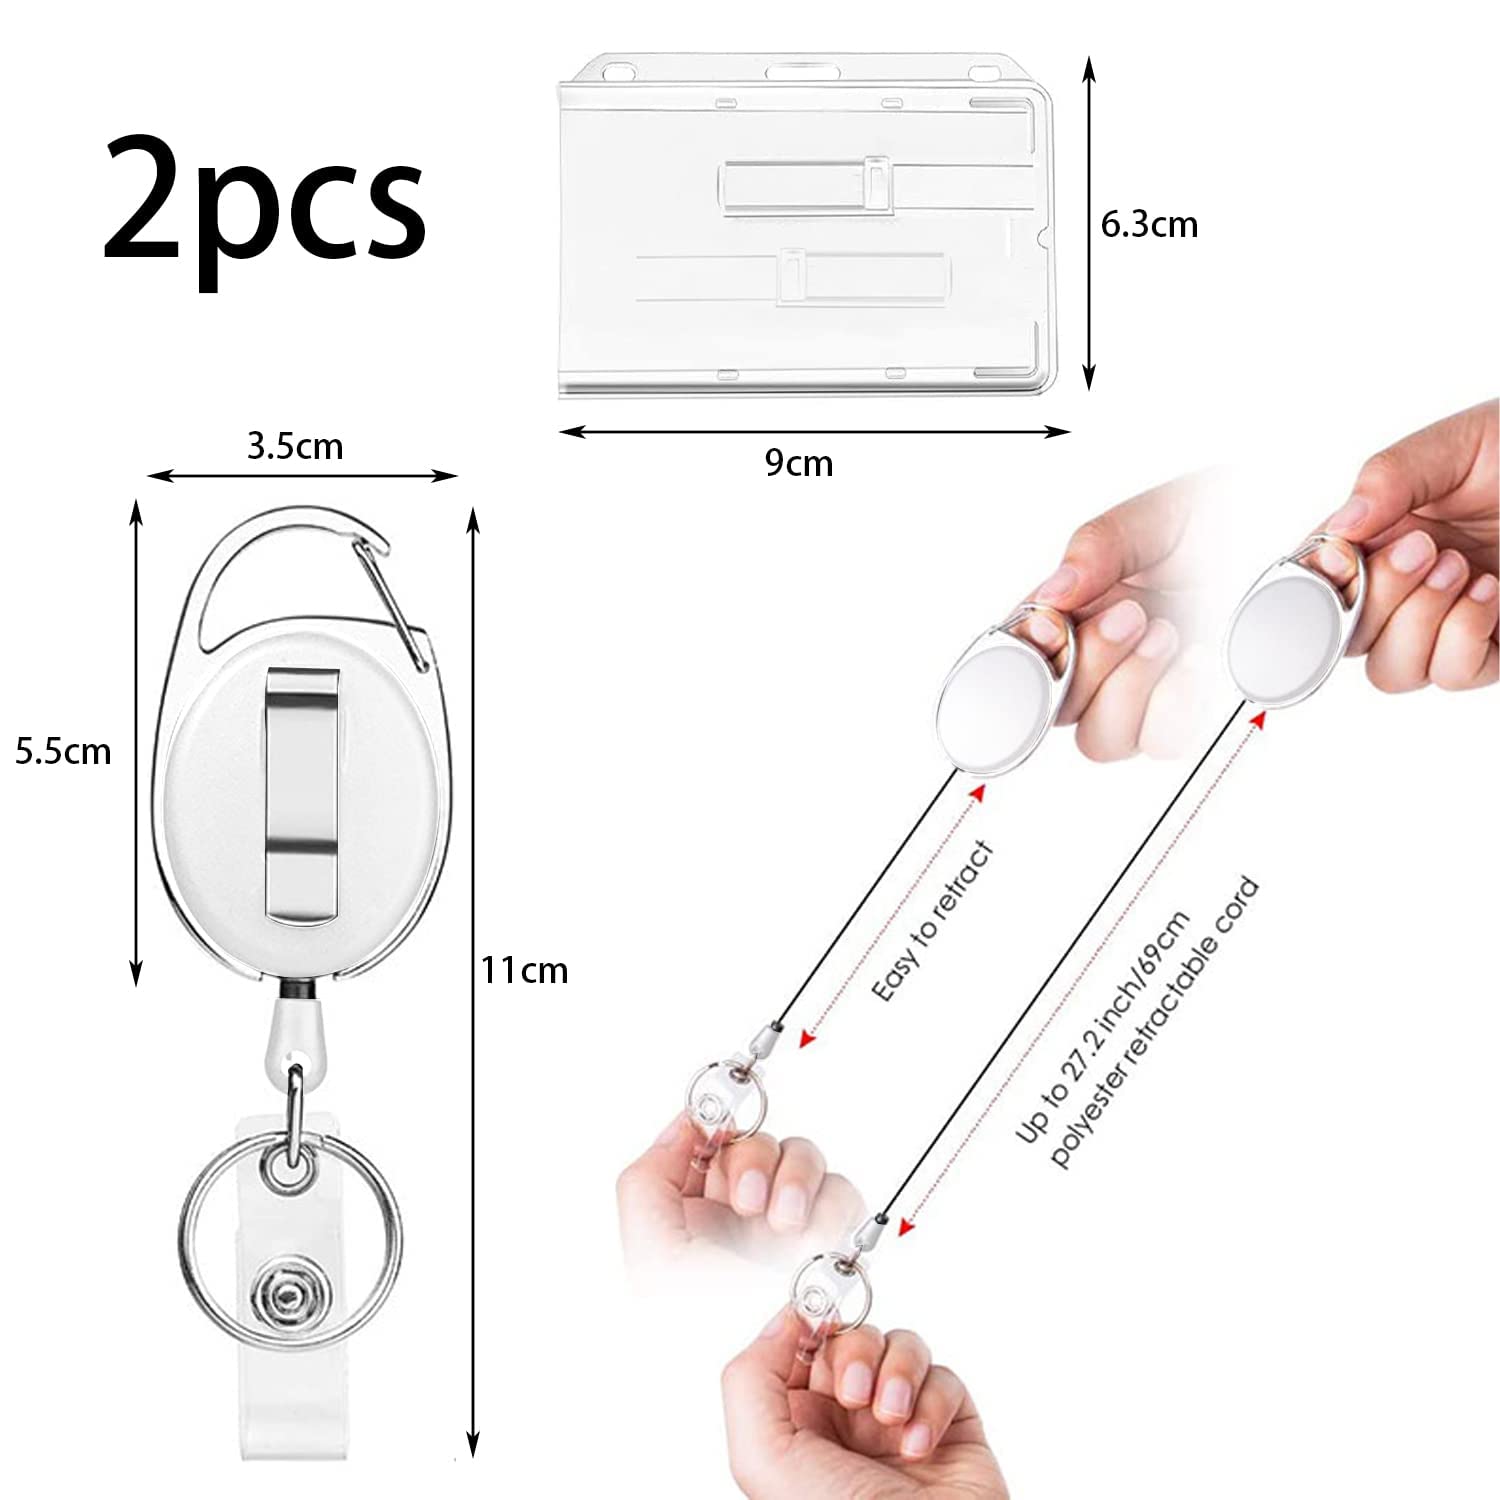 2pcs
6.3cm
9cm
3.5cm
5.5cm
11cm
Easy to retract
Up to 27.2 inch/69cm
polyester retractable cord